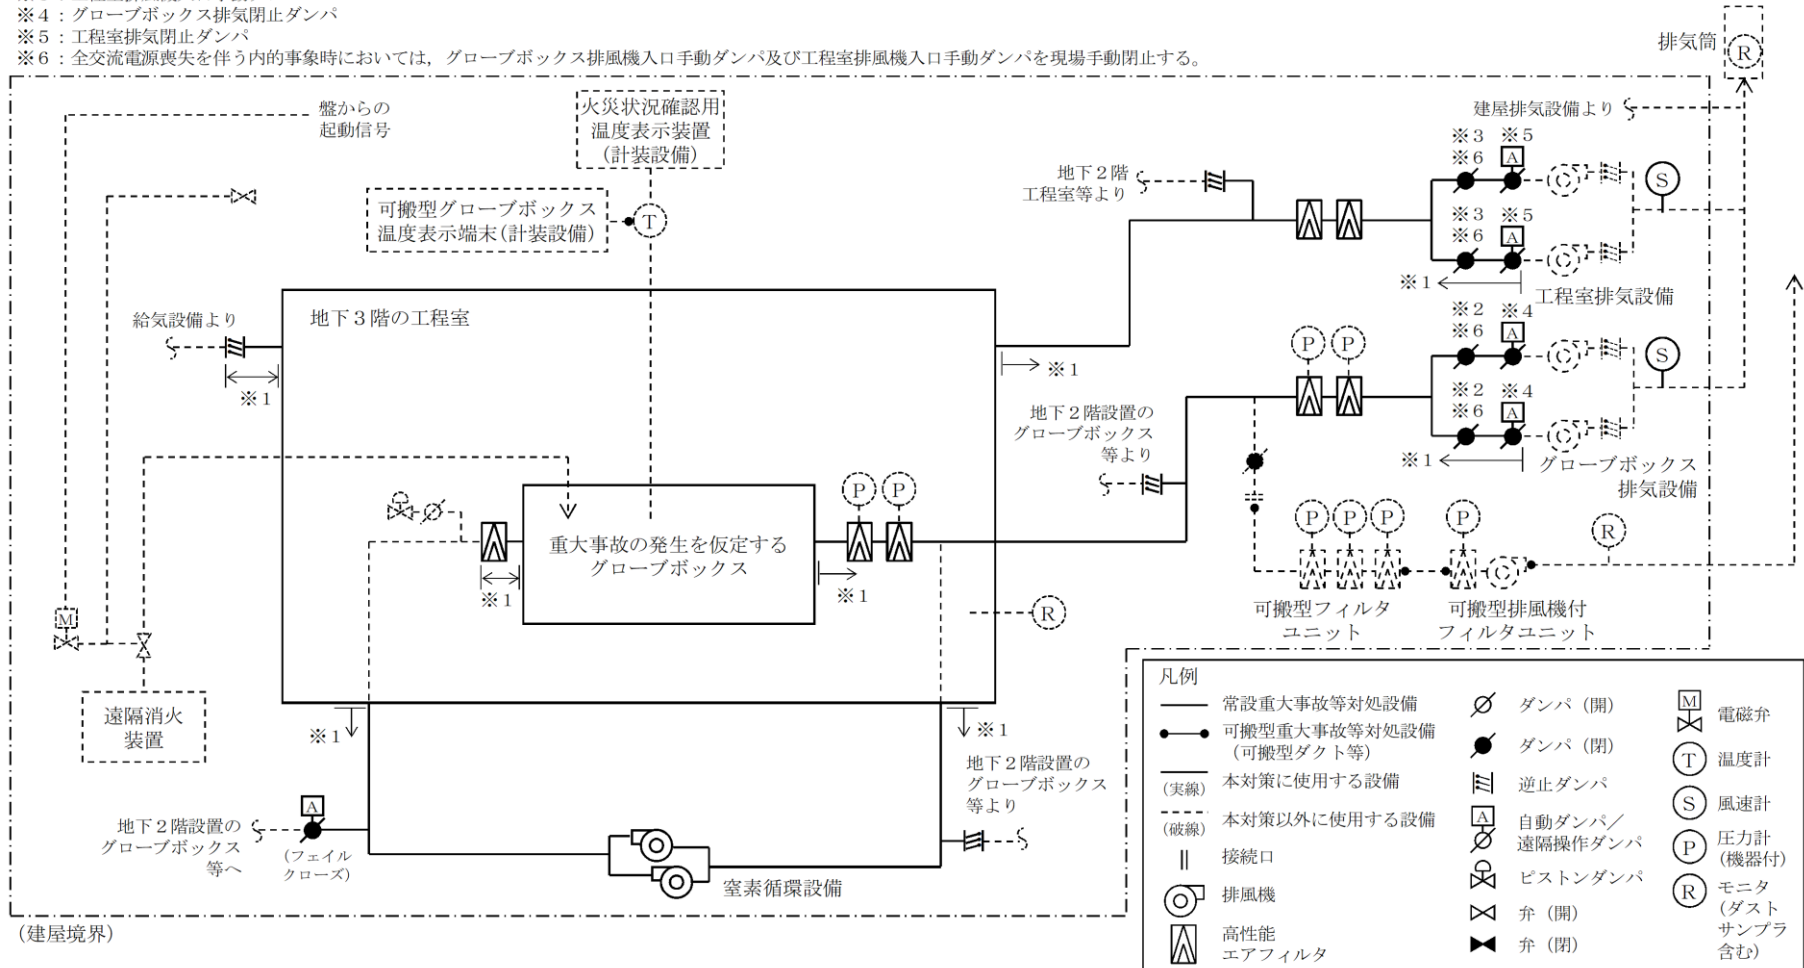 ※４：グローブボックス排気閉止ダンパ
※５：工程室排気閉止ダンパ
※６：全交流電源喪失を伴う内的事象時においては，グローブボックス排風機入口手動ダンパ及び工程室排風機入口手動ダンパを現場手動閉止する。
排気筒
R
盤からの
起動信号
火災状況確認用
温度表示装置
(計装設備)
建屋排気設備より
※３ ※５
※６ A
地下２階
工程室等より
S
可搬型グローブボックス
温度表示端末(計装設備)
T
※３ ※５
※６ A
※１
工程室排気設備
地下３階の工程室
給気設備より
※１
※１
P P
※２ ※４
※６ A
S
※２ ※４
※６ A
※１
グローブボックス
排気設備
地下２階設置の
グローブボックス
等より
P P
重大事故の発生を仮定する
グローブボックス
※１
※１
P P P P
R
可搬型フィルタ
ユニット
可搬型排風機付
フィルタユニット
R
M
遠隔消火
装置
※１
※１
地下２階設置の
グローブボックス
等より
A
地下２階設置の
グローブボックス
等へ
(フェイル
クローズ)
窒素循環設備
(建屋境界)
凡例
常設重大事故等対処設備
可搬型重大事故等対処設備
(可搬型ダクト等)
(実線) 本対策に使用する設備
(破線) 本対策以外に使用する設備
接続口
排風機
高性能
エアフィルタ
ダンパ（開）
ダンパ（閉）
逆止ダンパ
A 自動ダンパ／
遠隔操作ダンパ
ピストンダンパ
弁（開）
弁（閉）
M 電磁弁
T 温度計
S 風速計
P 圧力計
(機器付)
R モニタ
(ダスト
サンプラ
含む)